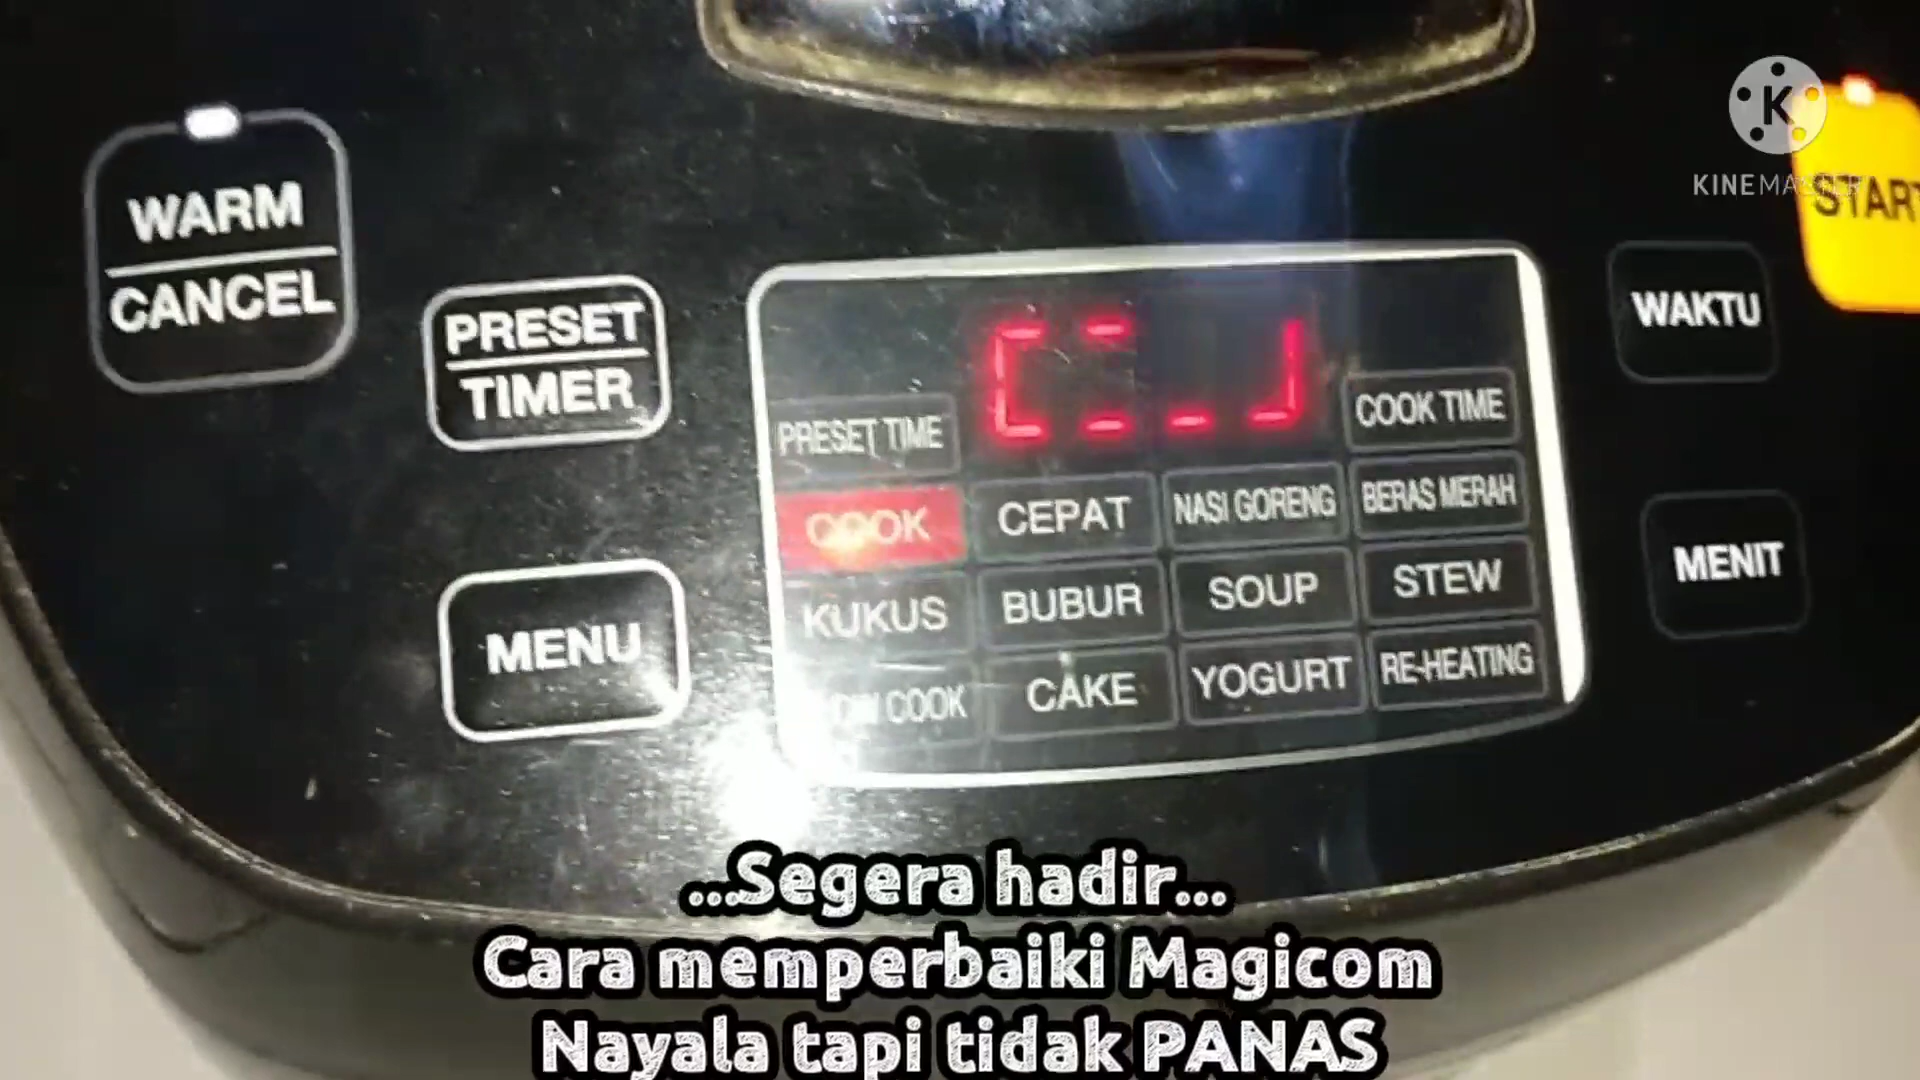 WARM
CANCEL
PRESET
TIMER
MENU
PRESET TIME
COOK TIME
COOK
CEPAT
NASI GORENG
BERAS MERAH
KUKUS
BUBUR
SOUP
STEW
COOK
CAKE
YOGURT
RE-HEATING
KINEMASTER
START
WAKTU
MENIT
...Segera hadir...
Cara memperbaiki Magicom
Nayala tapi tidak PANAS